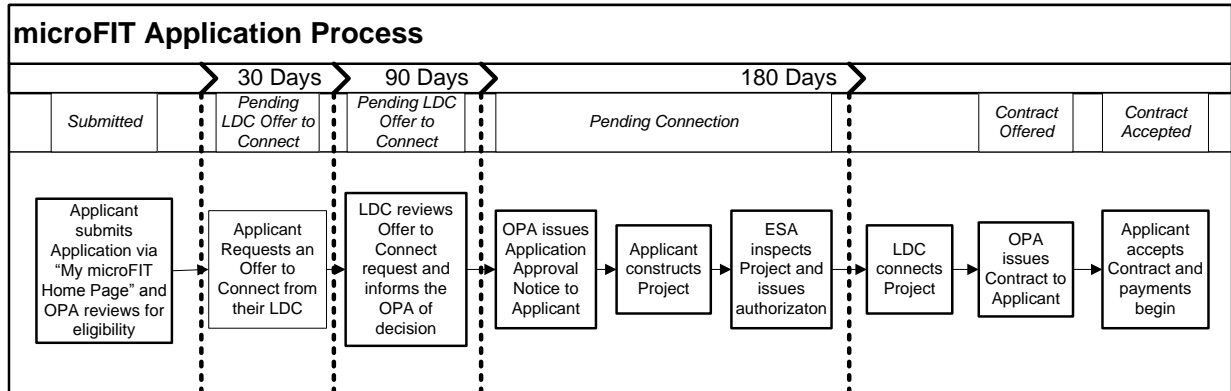 microFIT Application Process
30 Days
90 Days
180 Days
Submitted
Pending
LDC Offer to
Connect
Pending LDC
Offer to
Connect
Pending Connection
Contract
Offered
Contract
Accepted
Applicant
submits
Application via
“My microFIT
Home Page” and
OPA reviews for
eligibility
Applicant
Requests an
Offer to
Connect from
their LDC
LDC reviews
Offer to
Connect
request and
informs the
OPA of
decision
OPA issues
Application
Approval
Notice to
Applicant
Applicant
constructs
Project
ESA
inspects
Project and
issues
authorizaton
LDC
connects
Project
OPA
issues
Contract to
Applicant
Applicant
accepts
Contract and
payments
begin